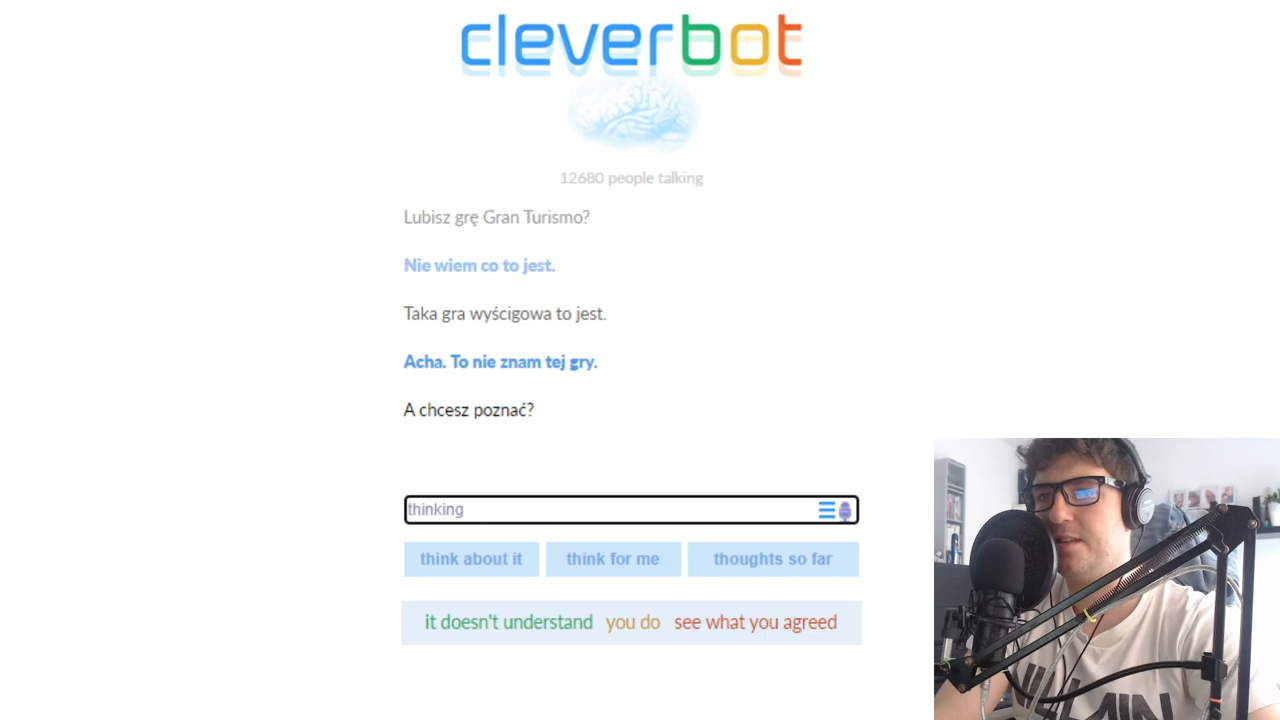 cleverbot
12680 people talking
Lubisz grę Gran Turismo?
Nie wiem co to jest.
Taka gra wyścigowa to jest.
Acha. To nie znam tej gry.
A chcesz poznać?
thinking
think about it think for me thoughts so far
it doesn't understand you do see what you agreed